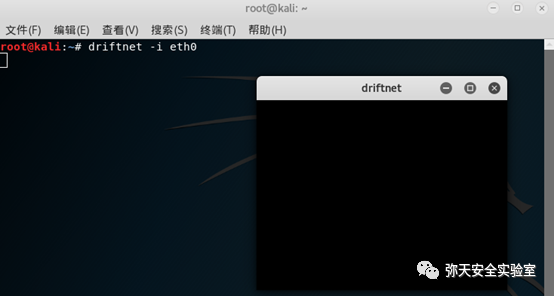 root@kali: ~
文件(F) 编辑(E) 查看(V) 搜索(S) 终端(T) 帮助(H)
root@kali:~# driftnet -i eth0
driftnet
弥天安全实验室